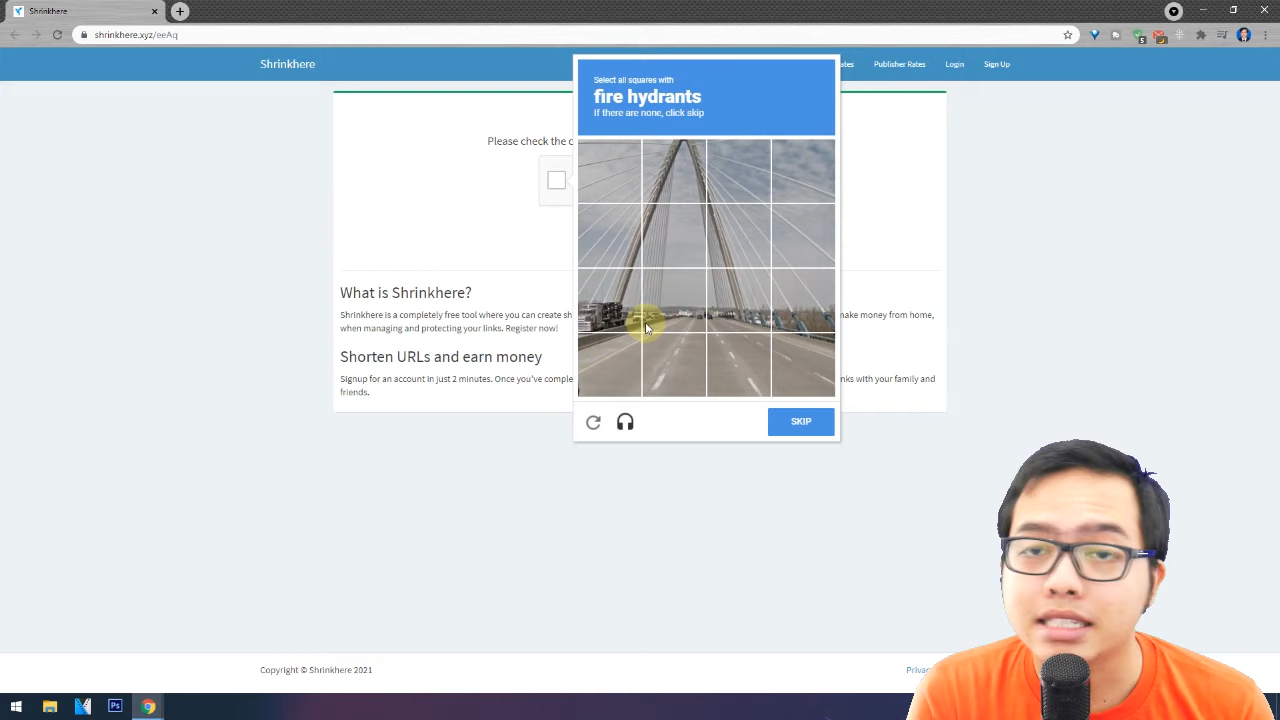 Shrinkhere
shrinkhere.xyz/eeAq
Shrinkhere
ates
Publisher Rates
Login
Sign Up
Select all squares with
fire hydrants
If there are none, click skip
Please check the c
What is Shrinkhere?
Shrinkhere is a completely free tool where you can create sh
make money from home,
when managing and protecting your links. Register now!
Shorten URLs and earn money
Signup for an account in just 2 minutes. Once you've comple
nks with your family and
friends.
SKIP
Copyright © Shrinkhere 2021
Privac
Ps